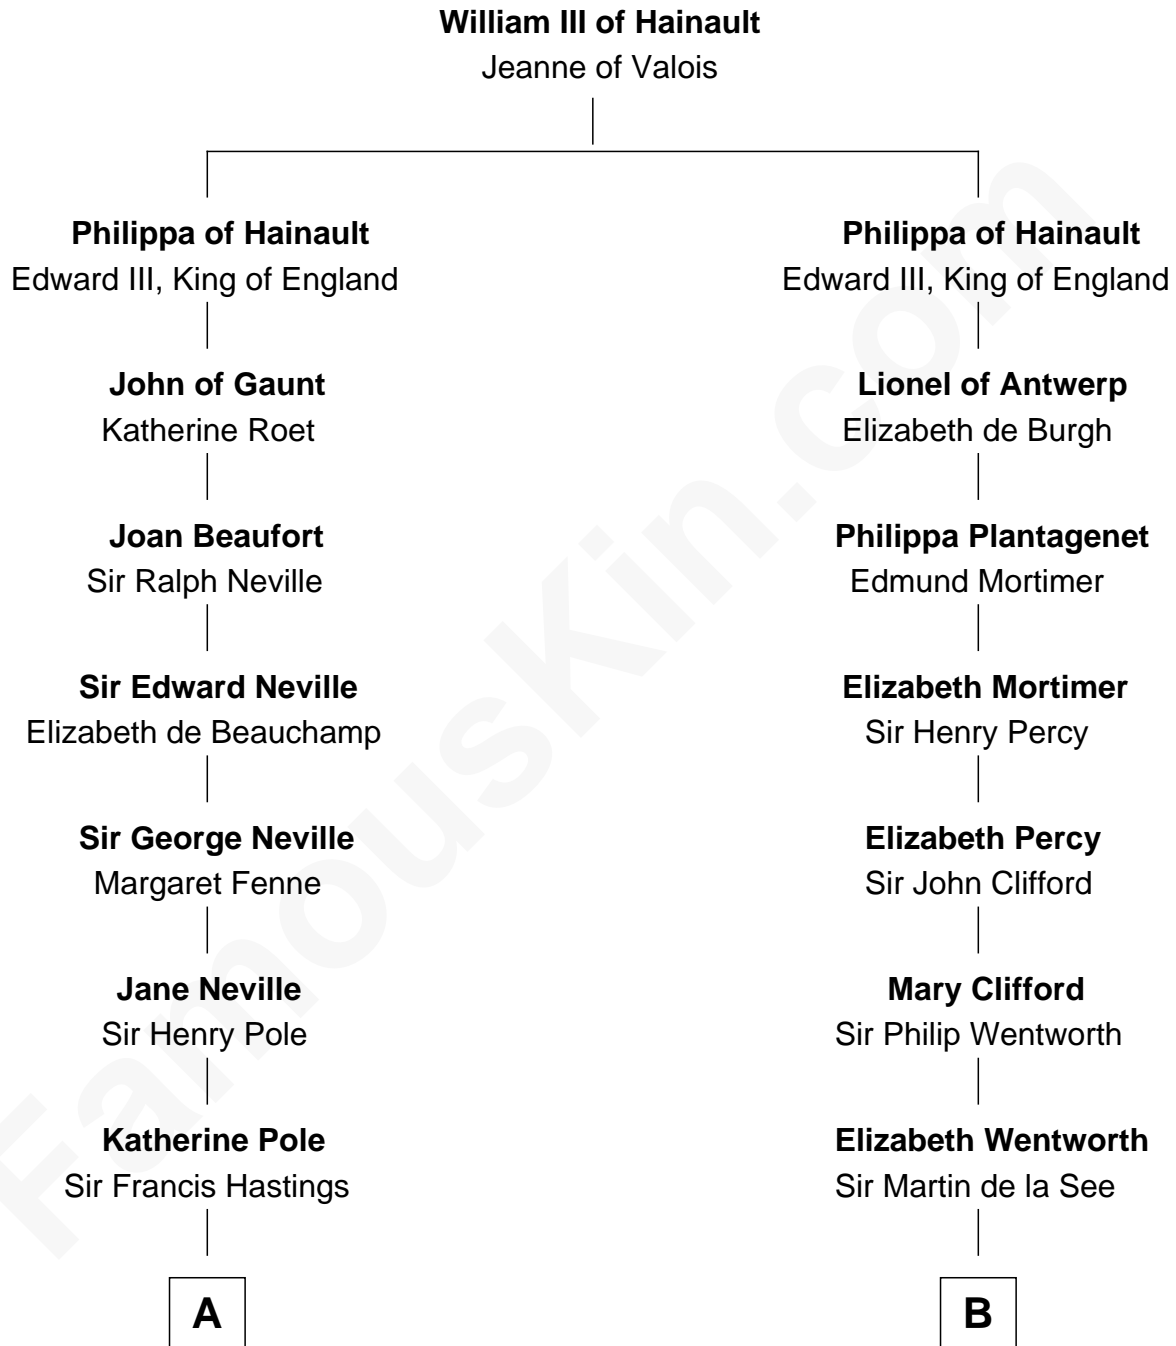 William III of Hainault
Jeanne of Valois
Philippa of Hainault
Edward III, King of England
John of Gaunt
Katherine Roet
Joan Beaufort
Sir Ralph Neville
Sir Edward Neville
Elizabeth de Beauchamp
Sir George Neville
Margaret Fenne
Jane Neville
Sir Henry Pole
Katherine Pole
Sir Francis Hastings
A
Philippa of Hainault
Edward III, King of England
Lionel of Antwerp
Elizabeth de Burgh
Philippa Plantagenet
Edmund Mortimer
Elizabeth Mortimer
Sir Henry Percy
Elizabeth Percy
Sir John Clifford
Mary Clifford
Sir Philip Wentworth
Elizabeth Wentworth
Sir Martin de la See
B
FamousKin.com